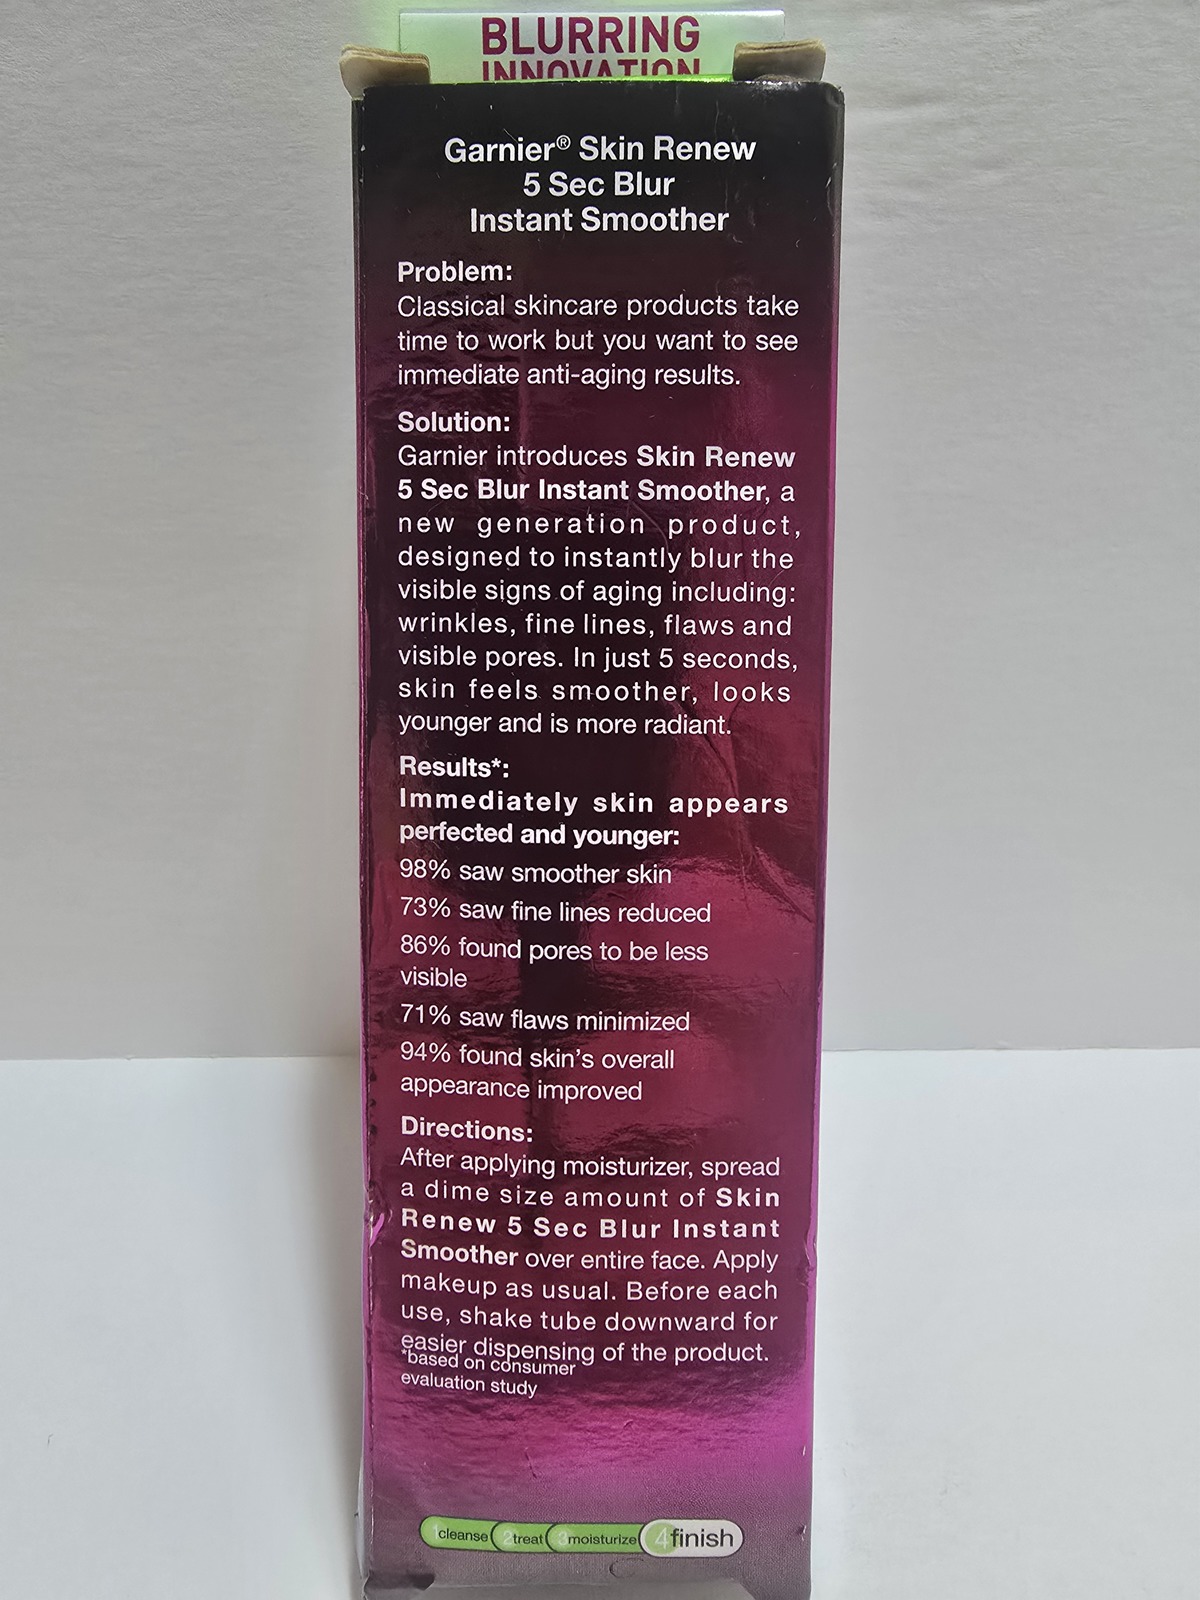 BLURRING
INNOVATION
Garnier® Skin Renew
5 Sec Blur
Instant Smoother
Problem:
Classical skincare products take
time to work but you want to see
immediate anti-aging results.
Solution:
Garnier introduces Skin Renew
5 Sec Blur Instant Smoother, a
new generation product,
designed to instantly blur the
visible signs of aging including:
wrinkles, fine lines, flaws and
visible pores. In just 5 seconds,
skin feels smoother, looks
younger and is more radiant.
Results*:
Immediately skin appears
perfected and younger:
98% saw smoother skin
73% saw fine lines reduced
86% found pores to be less
visible
71% saw flaws minimized
94% found skin's overall
appearance improved
Directions:
After applying moisturizer, spread
a dime size amount of Skin
Renew 5 Sec Blur Instant
Smoother over entire face. Apply
makeup as usual. Before each
use, shake tube downward for
easier dispensing of the product.
*based on consumer
evaluation study
1 cleanse 2 treat 3 moisturize 4 finish